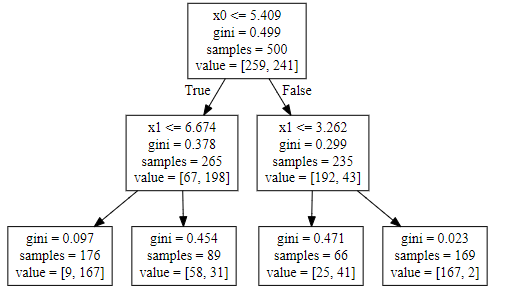 x0 <= 5.409
gini = 0.499
samples = 500
value = [259, 241]
True
False
x1 <= 6.674
gini = 0.378
samples = 265
value = [67, 198]
x1 <= 3.262
gini = 0.299
samples = 235
value = [192, 43]
gini = 0.097
samples = 176
value = [9, 167]
gini = 0.454
samples = 89
value = [58, 31]
gini = 0.471
samples = 66
value = [25, 41]
gini = 0.023
samples = 169
value = [167, 2]